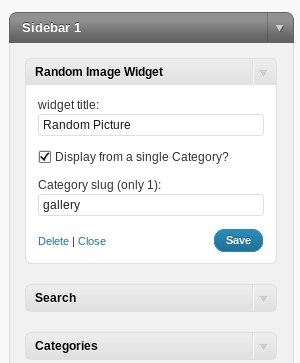 Sidebar 1
Random Image Widget
widget title:
Random Picture
Display from a single Category?
Category slug (only 1):
gallery
Delete | Close Save
Search
Categories